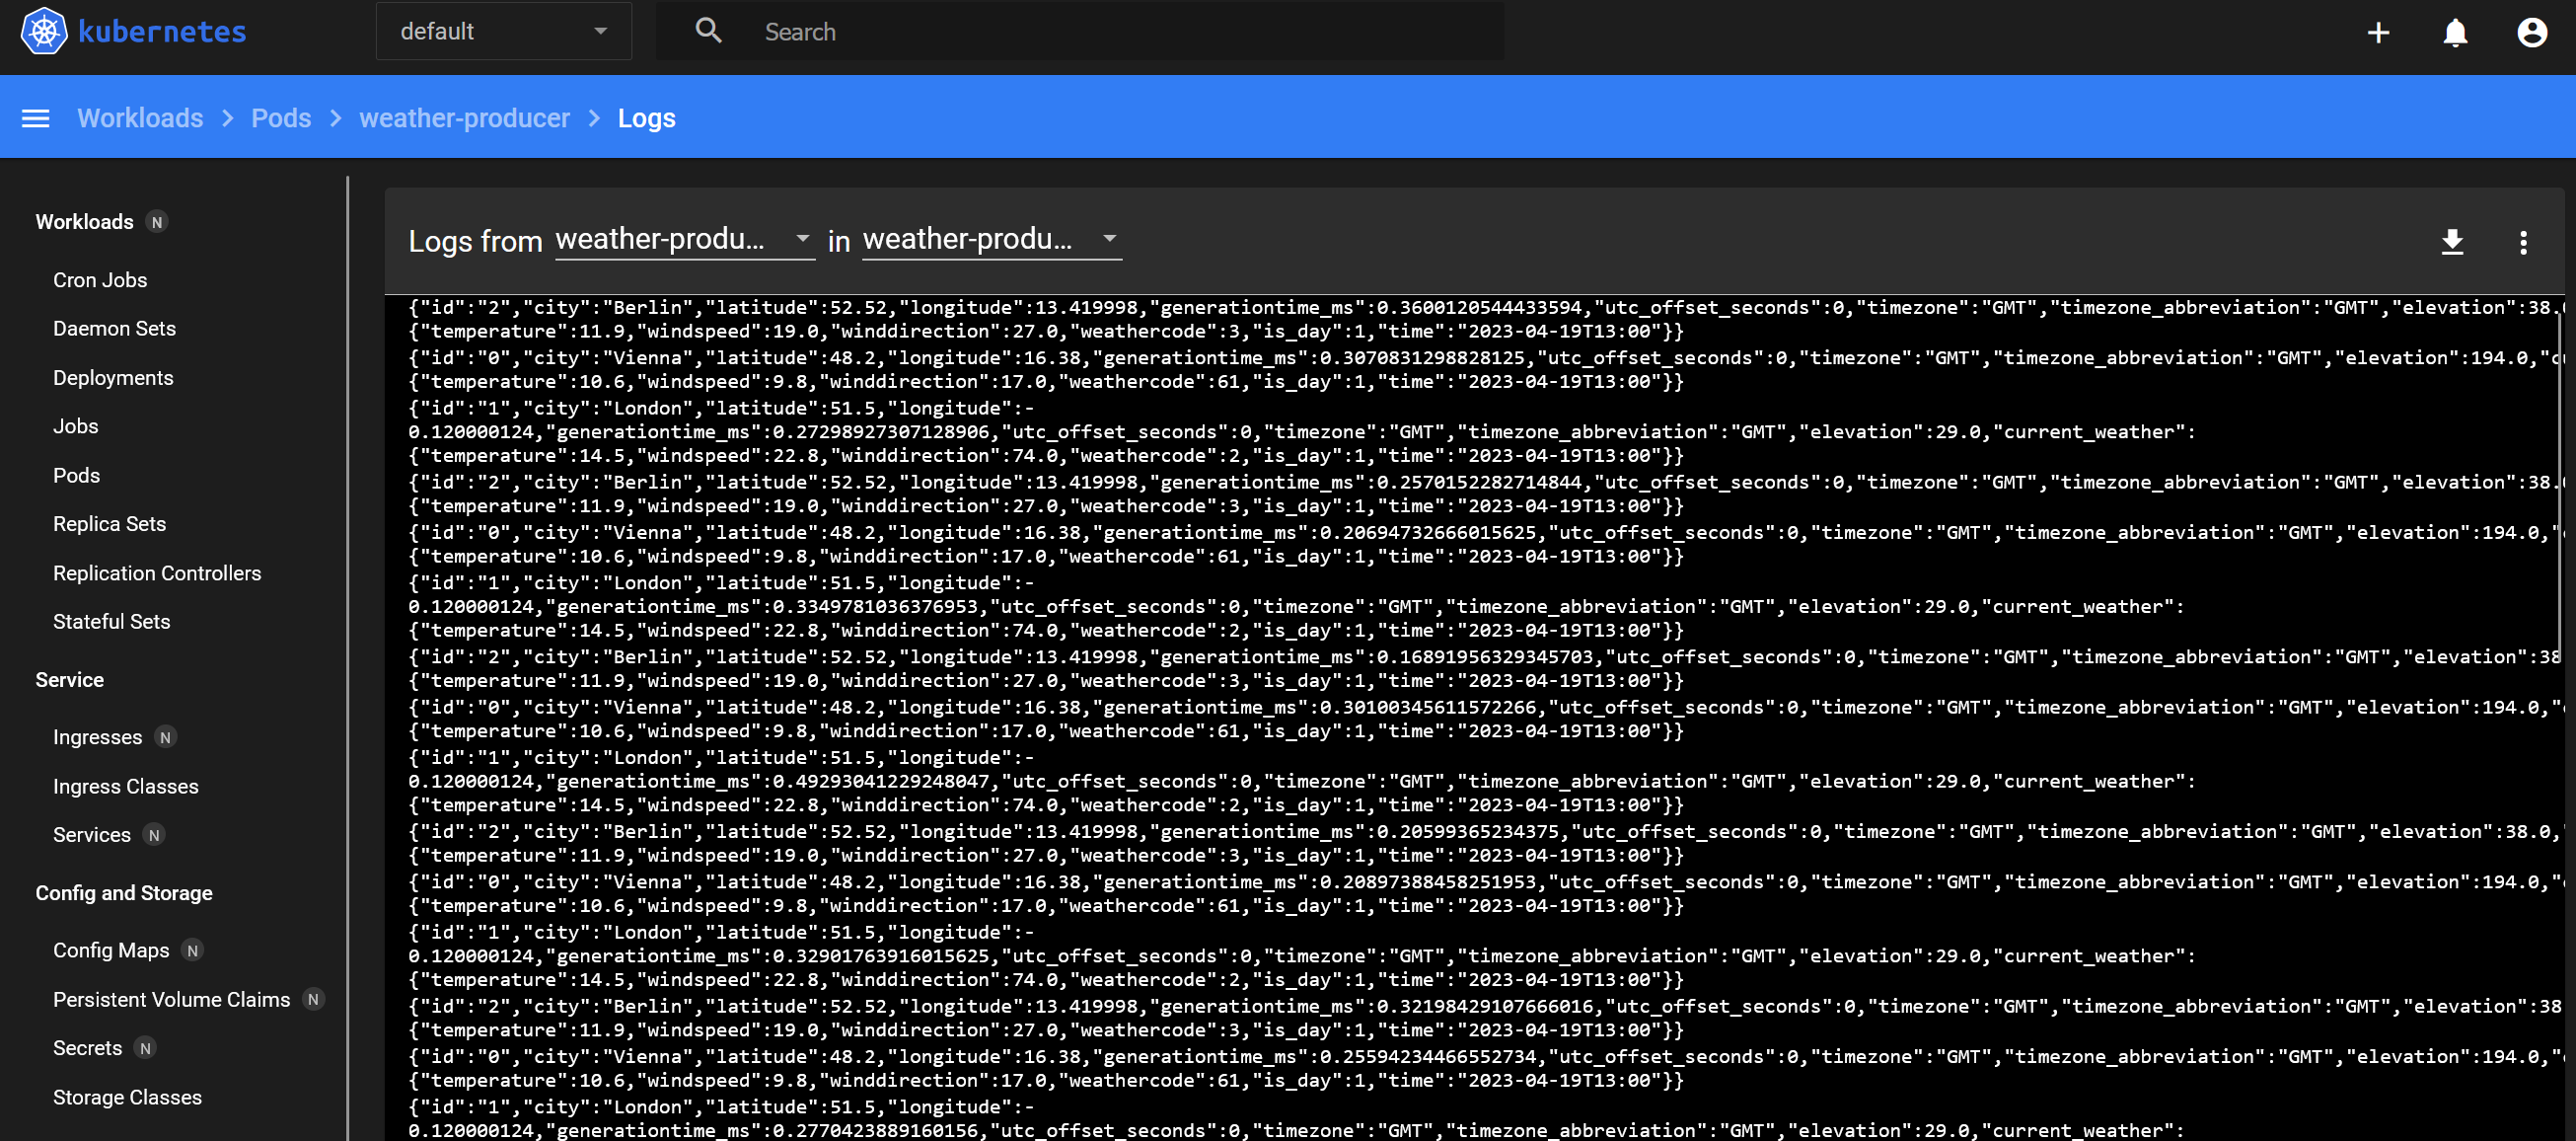 kubernetes
default
Search
Workloads > Pods > weather-producer > Logs
Workloads N
Cron Jobs
Daemon Sets
Deployments
Jobs
Pods
Replica Sets
Replication Controllers
Stateful Sets
Service
Ingresses N
Ingress Classes
Services N
Config and Storage
Config Maps N
Persistent Volume Claims N
Secrets N
Storage Classes
Logs from weather-produ... in weather-produ...
{"id":"2","city":"Berlin","latitude":52.52,"longitude":13.419998,"generationtime_ms":0.3600120544433594,"utc_offset_seconds":0,"timezone":"GMT","timezone_abbreviation":"GMT","elevation":38.
{"temperature":11.9,"windspeed":19.0,"winddirection":27.0,"weathercode":3,"is_day":1,"time":"2023-04-19T13:00"}}
{"id":"0","city":"Vienna","latitude":48.2,"longitude":16.38,"generationtime_ms":0.3070831298828125,"utc_offset_seconds":0,"timezone":"GMT","timezone_abbreviation":"GMT","elevation":194.0,"
{"temperature":10.6,"windspeed":9.8,"winddirection":17.0,"weathercode":61,"is_day":1,"time":"2023-04-19T13:00"}}
{"id":"1","city":"London","latitude":51.5,"longitude":-
0.120000124,"generationtime_ms":0.27298927307128906,"utc_offset_seconds":0,"timezone":"GMT","timezone_abbreviation":"GMT","elevation":29.0,"current_weather":
{"temperature":14.5,"windspeed":22.8,"winddirection":74.0,"weathercode":2,"is_day":1,"time":"2023-04-19T13:00"}}
{"id":"2","city":"Berlin","latitude":52.52,"longitude":13.419998,"generationtime_ms":0.2570152282714844,"utc_offset_seconds":0,"timezone":"GMT","timezone_abbreviation":"GMT","elevation":38.
{"temperature":11.9,"windspeed":19.0,"winddirection":27.0,"weathercode":3,"is_day":1,"time":"2023-04-19T13:00"}}
{"id":"0","city":"Vienna","latitude":48.2,"longitude":16.38,"generationtime_ms":0.20694732666015625,"utc_offset_seconds":0,"timezone":"GMT","timezone_abbreviation":"GMT","elevation":194.0,"
{"temperature":10.6,"windspeed":9.8,"winddirection":17.0,"weathercode":61,"is_day":1,"time":"2023-04-19T13:00"}}
{"id":"1","city":"London","latitude":51.5,"longitude":-
0.120000124,"generationtime_ms":0.3349781036376953,"utc_offset_seconds":0,"timezone":"GMT","timezone_abbreviation":"GMT","elevation":29.0,"current_weather":
{"temperature":14.5,"windspeed":22.8,"winddirection":74.0,"weathercode":2,"is_day":1,"time":"2023-04-19T13:00"}}
{"id":"2","city":"Berlin","latitude":52.52,"longitude":13.419998,"generationtime_ms":0.16891956329345703,"utc_offset_seconds":0,"timezone":"GMT","timezone_abbreviation":"GMT","elevation":38
{"temperature":11.9,"windspeed":19.0,"winddirection":27.0,"weathercode":3,"is_day":1,"time":"2023-04-19T13:00"}}
{"id":"0","city":"Vienna","latitude":48.2,"longitude":16.38,"generationtime_ms":0.30100345611572266,"utc_offset_seconds":0,"timezone":"GMT","timezone_abbreviation":"GMT","elevation":194.0,"
{"temperature":10.6,"windspeed":9.8,"winddirection":17.0,"weathercode":61,"is_day":1,"time":"2023-04-19T13:00"}}
{"id":"1","city":"London","latitude":51.5,"longitude":-
0.120000124,"generationtime_ms":0.49293041229248047,"utc_offset_seconds":0,"timezone":"GMT","timezone_abbreviation":"GMT","elevation":29.0,"current_weather":
{"temperature":14.5,"windspeed":22.8,"winddirection":74.0,"weathercode":2,"is_day":1,"time":"2023-04-19T13:00"}}
{"id":"2","city":"Berlin","latitude":52.52,"longitude":13.419998,"generationtime_ms":0.20599365234375,"utc_offset_seconds":0,"timezone":"GMT","timezone_abbreviation":"GMT","elevation":38.0,
{"temperature":11.9,"windspeed":19.0,"winddirection":27.0,"weathercode":3,"is_day":1,"time":"2023-04-19T13:00"}}
{"id":"0","city":"Vienna","latitude":48.2,"longitude":16.38,"generationtime_ms":0.20897388458251953,"utc_offset_seconds":0,"timezone":"GMT","timezone_abbreviation":"GMT","elevation":194.0,"
{"temperature":10.6,"windspeed":9.8,"winddirection":17.0,"weathercode":61,"is_day":1,"time":"2023-04-19T13:00"}}
{"id":"1","city":"London","latitude":51.5,"longitude":-
0.120000124,"generationtime_ms":0.32901763916015625,"utc_offset_seconds":0,"timezone":"GMT","timezone_abbreviation":"GMT","elevation":29.0,"current_weather":
{"temperature":14.5,"windspeed":22.8,"winddirection":74.0,"weathercode":2,"is_day":1,"time":"2023-04-19T13:00"}}
{"id":"2","city":"Berlin","latitude":52.52,"longitude":13.419998,"generationtime_ms":0.32198429107666016,"utc_offset_seconds":0,"timezone":"GMT","timezone_abbreviation":"GMT","elevation":38
{"temperature":11.9,"windspeed":19.0,"winddirection":27.0,"weathercode":3,"is_day":1,"time":"2023-04-19T13:00"}}
{"id":"0","city":"Vienna","latitude":48.2,"longitude":16.38,"generationtime_ms":0.25594234466552734,"utc_offset_seconds":0,"timezone":"GMT","timezone_abbreviation":"GMT","elevation":194.0,"
{"temperature":10.6,"windspeed":9.8,"winddirection":17.0,"weathercode":61,"is_day":1,"time":"2023-04-19T13:00"}}
{"id":"1","city":"London","latitude":51.5,"longitude":-
0.120000124,"generationtime_ms":0.2770423889160156,"utc_offset_seconds":0,"timezone":"GMT","timezone_abbreviation":"GMT","elevation":29.0,"current_weather":